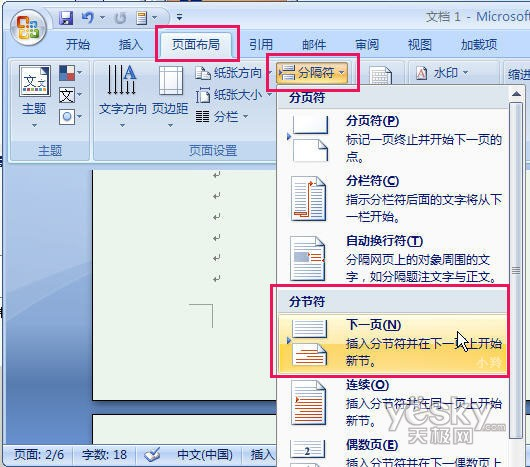 文档 1 - Microsof
开始 插入 页面布局 引用 邮件 审阅 视图 加载项
主题
文字方向 页边距
纸张方向
纸张大小
分栏
分隔符
水印
缩进
主题 页面设置
分页符
分页符(P)
标记一页终止并开始下一页的
点。
分栏符(C)
指示分栏符后面的文字将从下
一栏开始。
自动换行符(T)
分隔网页上的对象周围的文
字，如分隔题注文字与正文。
分节符
下一页(N)
插入分节符并在下一页上开始
新节。
连续(O)
插入分节符并在同一页上开始
新节。
偶数页(E)
插入分节符并在下一偶数页上
yesky
天极网
页面: 2/6 字数: 18 中文(中国) 插入